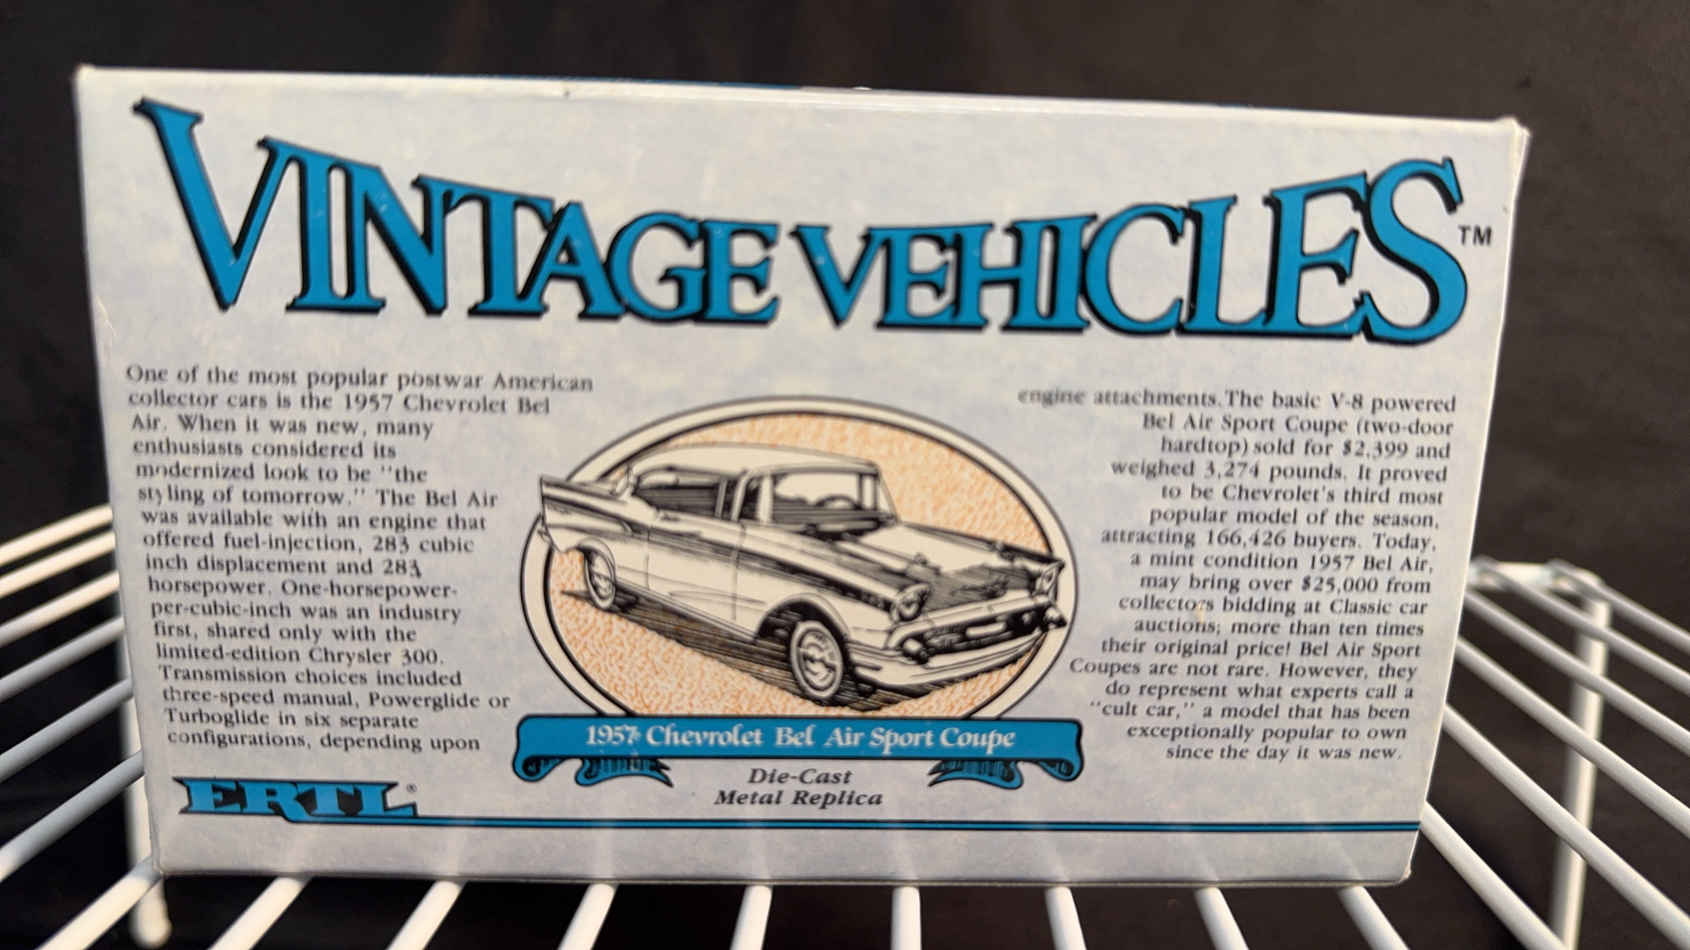 VINTAGE VEHICLES™
One of the most popular postwar American
collector cars is the 1957 Chevrolet Bel
Air. When it was new, many
enthusiasts considered its
modernized look to be "the
styling of tomorrow." The Bel Air
was available with an engine that
offered fuel-injection, 283 cubic
inch displacement and 283
horsepower. One-horsepower-
per-cubic-inch was an industry
first, shared only with the
limited-edition Chrysler 300.
Transmission choices included
three-speed manual, Powerglide or
Turboglide in six separate
configurations, depending upon
engine attachments. The basic V-8 powered
Bel Air Sport Coupe (two-door
hardtop) sold for $2,399 and
weighed 3,274 pounds. It proved
to be Chevrolet's third most
popular model of the season,
attracting 166,426 buyers. Today,
a mint condition 1957 Bel Air,
may bring over $25,000 from
collectors bidding at Classic car
auctions; more than ten times
their original price! Bel Air Sport
Coupes are not rare. However, they
do represent what experts call a
"cult car," a model that has been
exceptionally popular to own
since the day it was new.
1957 Chevrolet Bel Air Sport Coupe
Die-Cast
Metal Replica
ERTL®